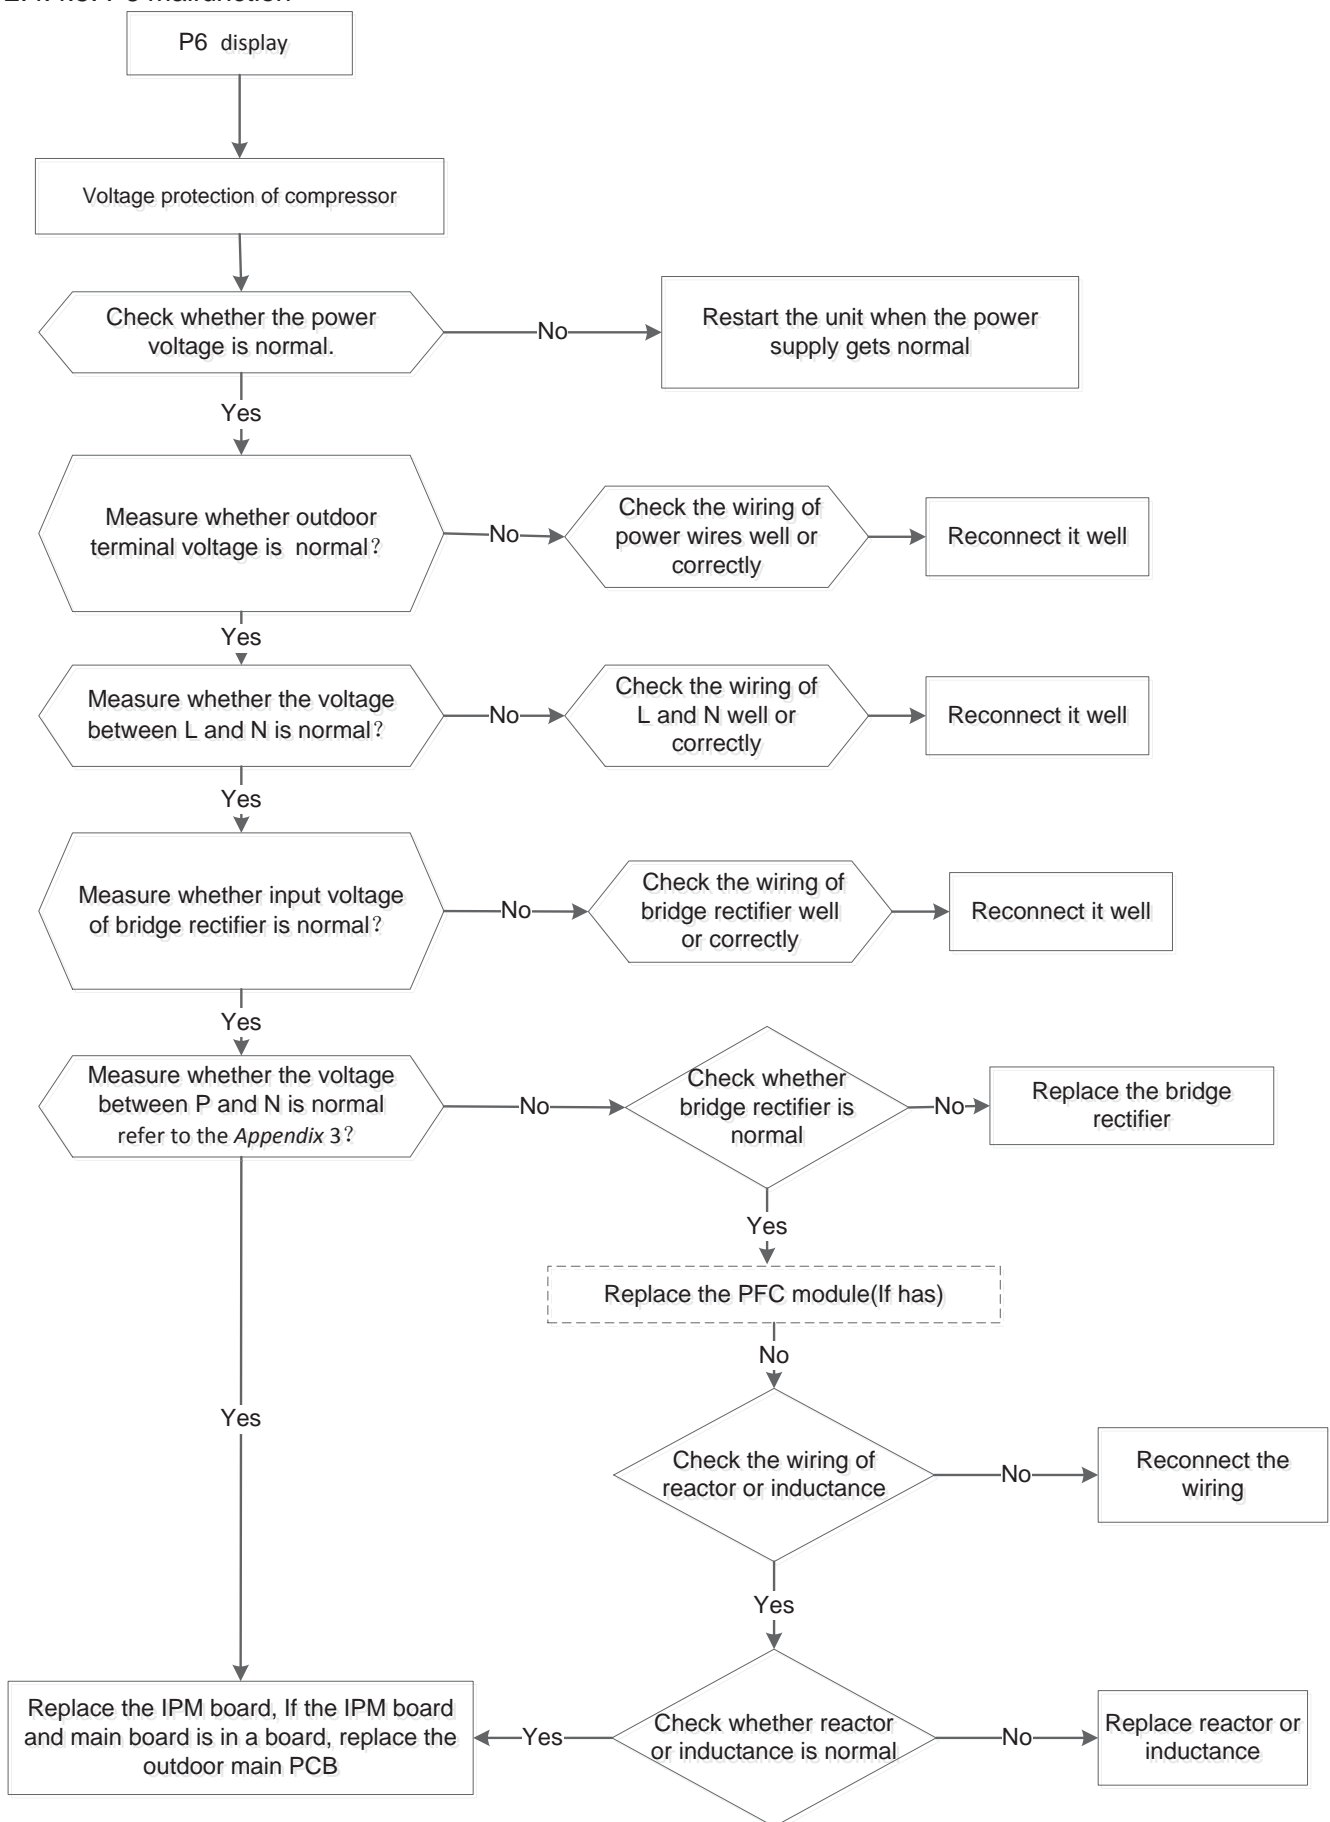 P6 display
Voltage protection of compressor
Check whether the power
voltage is normal.
No
Restart the unit when the power
supply gets normal
Yes
Measure whether outdoor
terminal voltage is normal?
No
Check the wiring of
power wires well or
correctly
Reconnect it well
Yes
Measure whether the voltage
between L and N is normal?
No
Check the wiring of
L and N well or
correctly
Reconnect it well
Yes
Measure whether input voltage
of bridge rectifier is normal?
No
Check the wiring of
bridge rectifier well
or correctly
Reconnect it well
Yes
Measure whether the voltage
between P and N is normal
refer to the Appendix 3?
No
Check whether
bridge rectifier is
normal
No
Replace the bridge
rectifier
Yes
Replace the PFC module(If has)
No
Yes
Check the wiring of
reactor or inductance
No
Reconnect the
wiring
Yes
Replace the IPM board, If the IPM board
and main board is in a board, replace the
outdoor main PCB
Yes
Check whether reactor
or inductance is normal
No
Replace reactor or
inductance